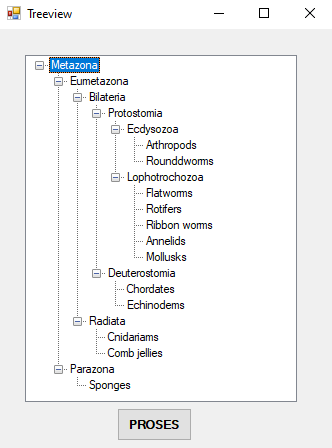 Treeview
Metazona
Eumetazona
Bilateria
Protostomia
Ecdysozoa
Arthropods
Rounddworms
Lophotrochozoa
Flatworms
Rotifers
Ribbon worms
Annelids
Mollusks
Deuterostomia
Chordates
Echinodems
Radiata
Cnidariams
Comb jellies
Parazona
Sponges
PROSES